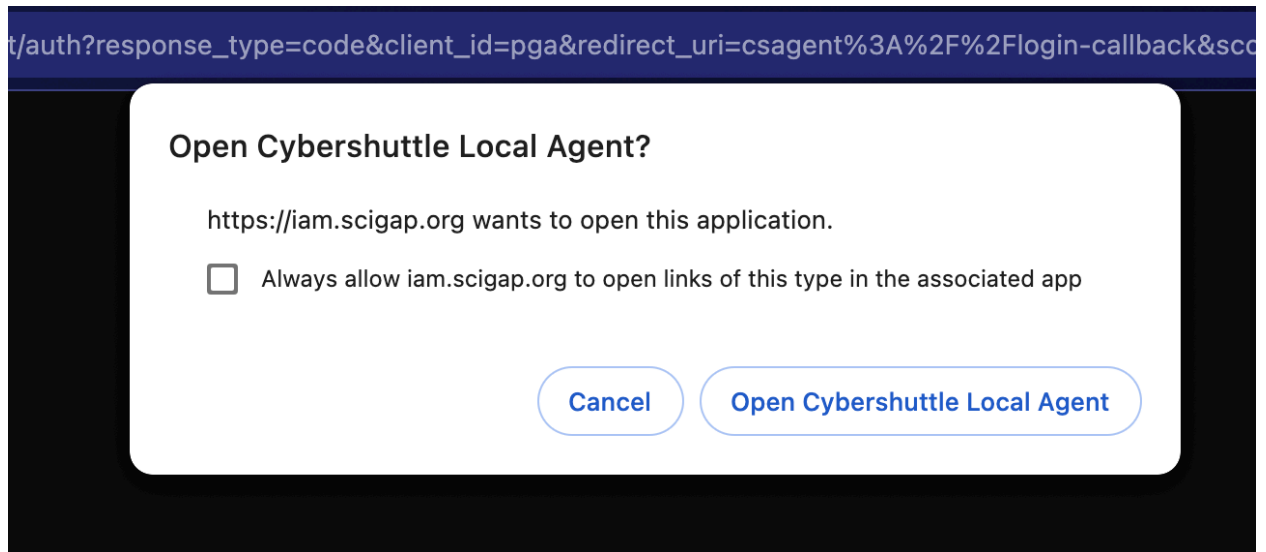 t/auth?response_type=code&client_id=pga&redirect_uri=csagent%3A%2F%2Flogin-callback&sco
Open Cybershuttle Local Agent?
https://iam.scigap.org wants to open this application.
Always allow iam.scigap.org to open links of this type in the associated app
Cancel
Open Cybershuttle Local Agent